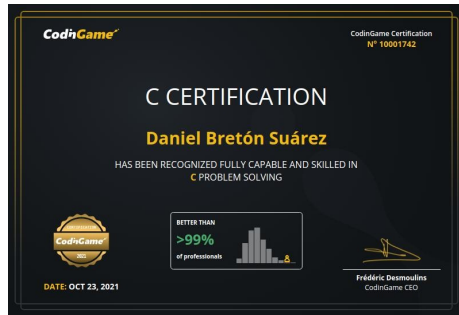 CodinGame
CodinGame Certification
N° 10001742
C CERTIFICATION
Daniel Bretón Suárez
HAS BEEN RECOGNIZED FULLY CAPABLE AND SKILLED IN
C PROBLEM SOLVING
CodinGame
2021
BETTER THAN
>99%
of professionals
DATE: OCT 23, 2021
Frédéric Desmoulins
CodinGame CEO